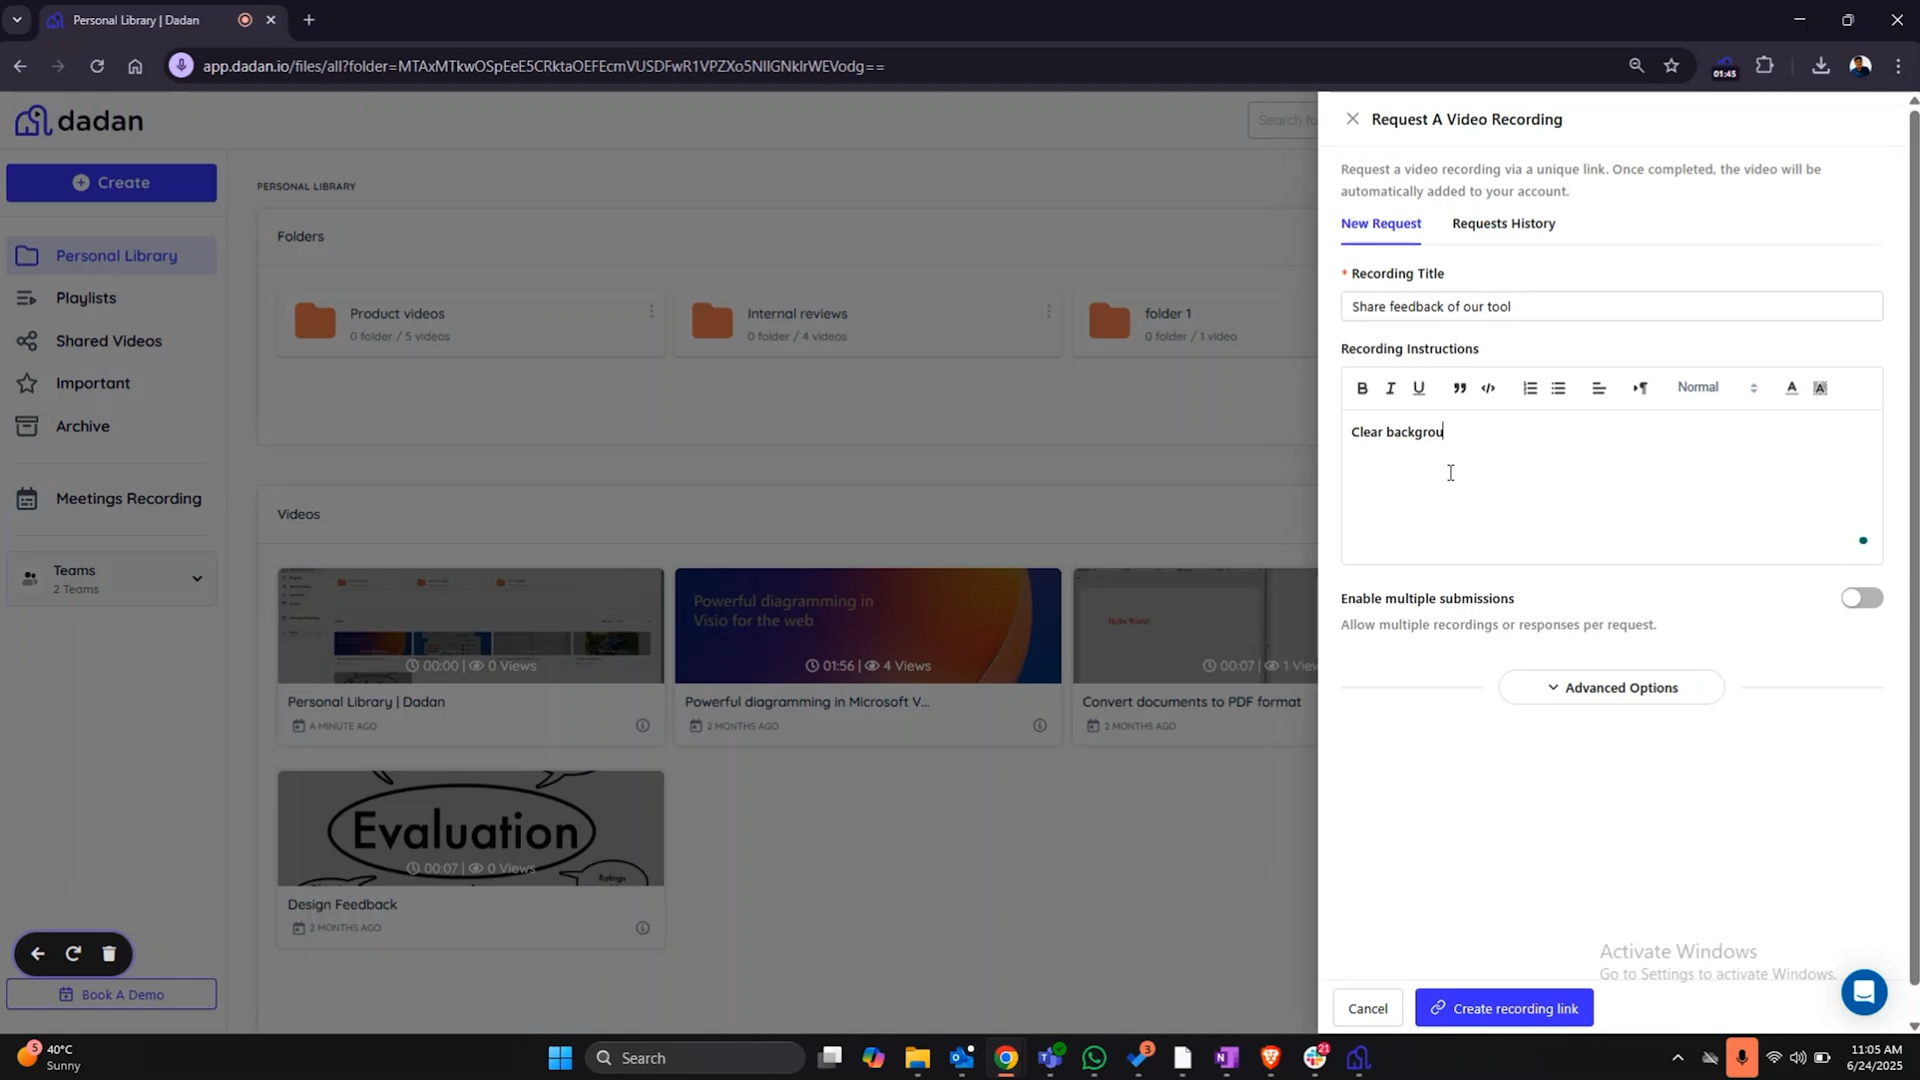 Personal Library | Dadan
app.dadan.io/files/all?folder=MTAxMTkwOSpEeE5CRktaOEFEcmVUSDFwR1VPZXo5NllGNklrWEVodg==
01:45
dadan
Search fo
Create
Personal Library
Playlists
Shared Videos
Important
Archive
Meetings Recording
Teams
2 Teams
Book A Demo
PERSONAL LIBRARY
Folders
Product videos
0 folder / 5 videos
Internal reviews
0 folder / 4 videos
folder 1
0 folder / 1 video
Videos
00:00 | 0 Views
Personal Library | Dadan
A MINUTE AGO
Powerful diagramming in
Visio for the web
01:56 | 4 Views
Powerful diagramming in Microsoft V...
2 MONTHS AGO
Hello World
00:07 | 1 View
Convert documents to PDF format
2 MONTHS AGO
Evaluation
00:07 | 0 Views
Ratings
Design Feedback
2 MONTHS AGO
Request A Video Recording
Request a video recording via a unique link. Once completed, the video will be
automatically added to your account.
New Request
Requests History
* Recording Title
Share feedback of our tool
Recording Instructions
B I U
Normal
A A
Clear backgrou
Enable multiple submissions
Allow multiple recordings or responses per request.
Advanced Options
Activate Windows
Go to Settings to activate Windows.
Cancel
Create recording link
5
40°C
Sunny
Search
3
21
11:05 AM
6/24/2025